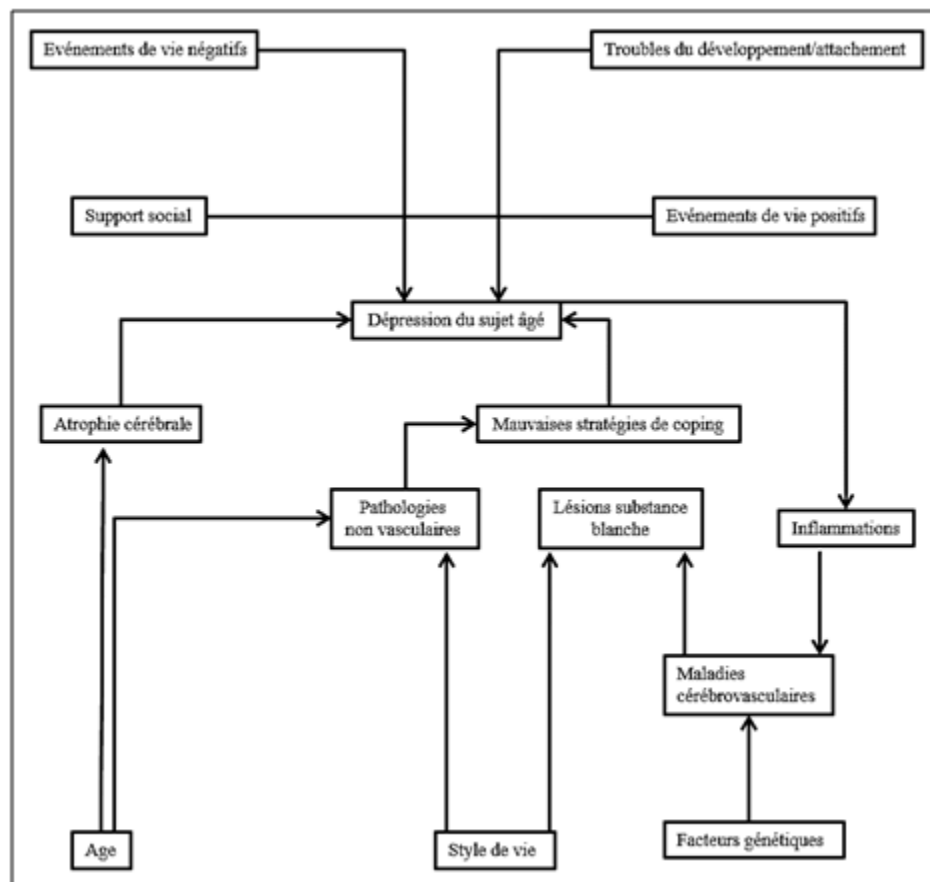 Evénements de vie négatifs
Troubles du développement/attachement
Support social
Evénements de vie positifs
Dépression du sujet âgé
Atrophie cérébrale
Mauvaises stratégies de coping
Pathologies
non vasculaires
Lésions substance
blanche
Inflammations
Maladies
cérébrovasculaires
Age
Style de vie
Facteurs génétiques